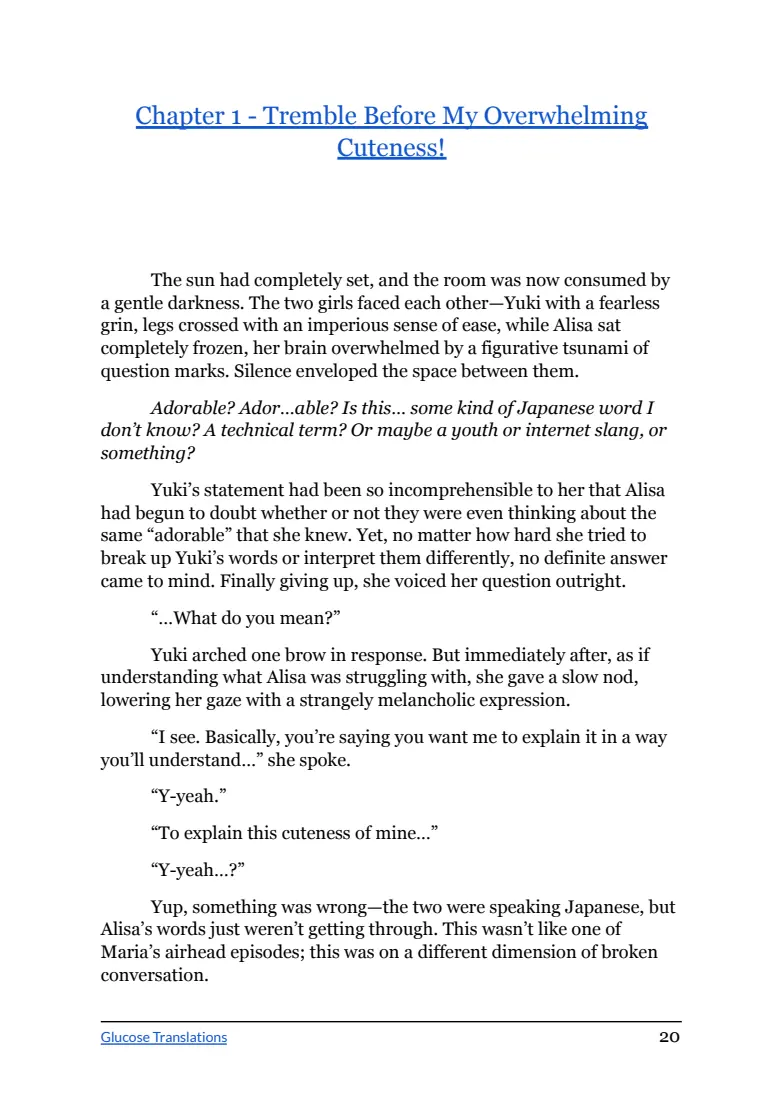 Chapter 1 - Tremble Before My Overwhelming
Cuteness!
The sun had completely set, and the room was now consumed by
a gentle darkness. The two girls faced each other—Yuki with a fearless
grin, legs crossed with an imperious sense of ease, while Alisa sat
completely frozen, her brain overwhelmed by a figurative tsunami of
question marks. Silence enveloped the space between them.
Adorable? Ador…able? Is this… some kind of Japanese word I
don’t know? A technical term? Or maybe a youth or internet slang, or
something?
Yuki’s statement had been so incomprehensible to her that Alisa
had begun to doubt whether or not they were even thinking about the
same “adorable” that she knew. Yet, no matter how hard she tried to
break up Yuki’s words or interpret them differently, no definite answer
came to mind. Finally giving up, she voiced her question outright.
“…What do you mean?”
Yuki arched one brow in response. But immediately after, as if
understanding what Alisa was struggling with, she gave a slow nod,
lowering her gaze with a strangely melancholic expression.
“I see. Basically, you’re saying you want me to explain it in a way
you’ll understand…” she spoke.
“Y-yeah.”
“To explain this cuteness of mine…”
“Y-yeah…?”
Yup, something was wrong—the two were speaking Japanese, but
Alisa’s words just weren’t getting through. This wasn’t like one of
Maria’s airhead episodes; this was on a different dimension of broken
conversation.
Glucose Translations 20